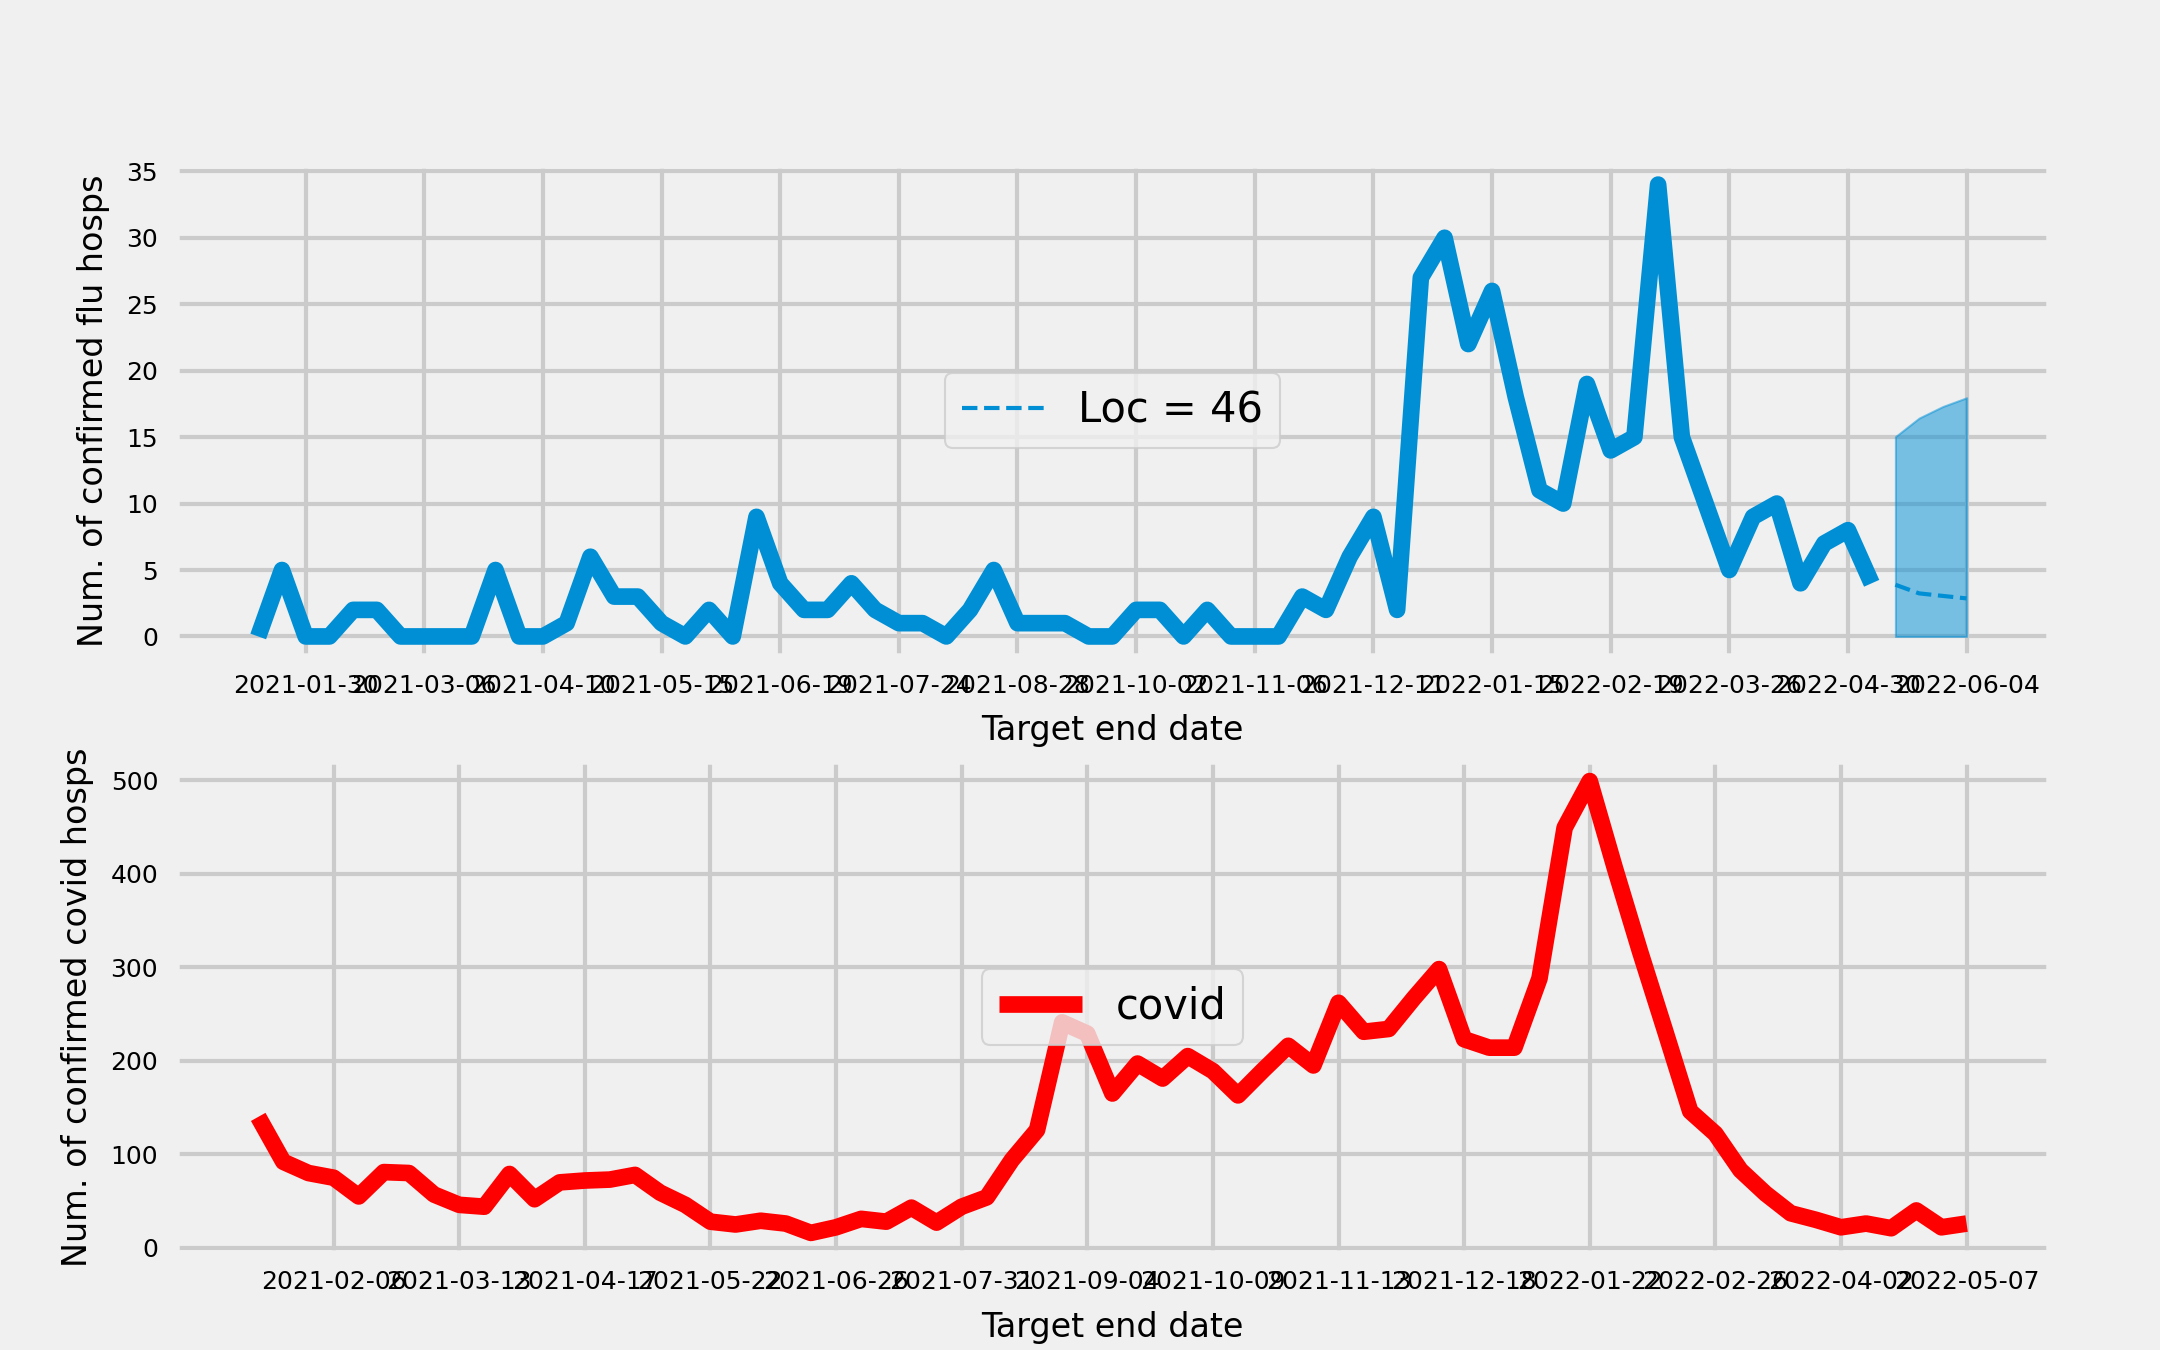 Num. of confirmed flu hosps
35
30
25
20
15
10
5
0
Loc = 46
2021-01-30 2021-03-06 2021-04-10 2021-05-15 2021-06-19 2021-07-24 2021-08-28 2021-10-02 2021-11-06 2021-12-11 2022-01-15 2022-02-19 2022-03-26 2022-04-30 2022-06-04
Target end date
Num. of confirmed covid hosps
500
400
300
200
100
0
covid
2021-02-06 2021-03-13 2021-04-17 2021-05-22 2021-06-26 2021-07-31 2021-09-04 2021-10-09 2021-11-13 2021-12-18 2022-01-22 2022-02-26 2022-04-02 2022-05-07
Target end date